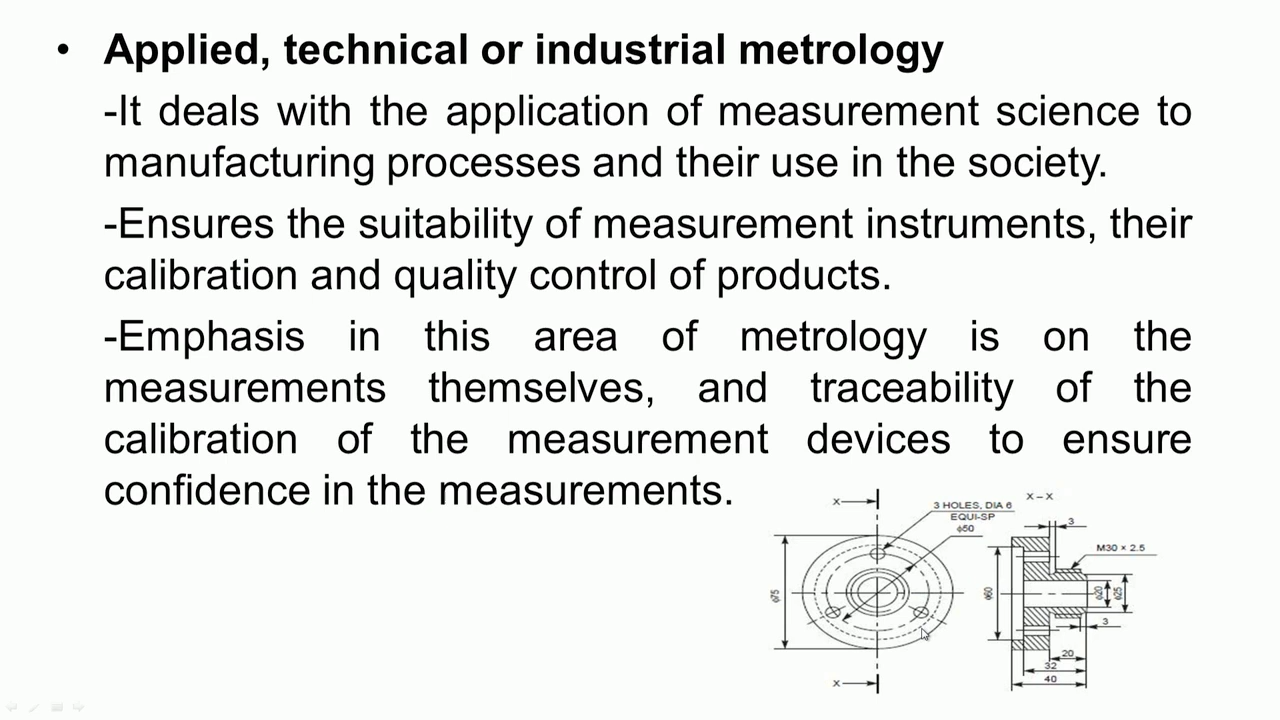 • Applied, technical or industrial metrology
-It deals with the application of measurement science to
manufacturing processes and their use in the society.
-Ensures the suitability of measurement instruments, their
calibration and quality control of products.
-Emphasis in this area of metrology is on the
measurements themselves, and traceability of the
calibration of the measurement devices to ensure
confidence in the measurements.
X
3 HOLES, DIA 6
EQUI-SP
ϕ50
ϕ75
X
X–X
3
M30 × 2.5
ϕ60
ϕ20
ϕ25
3
20
32
40